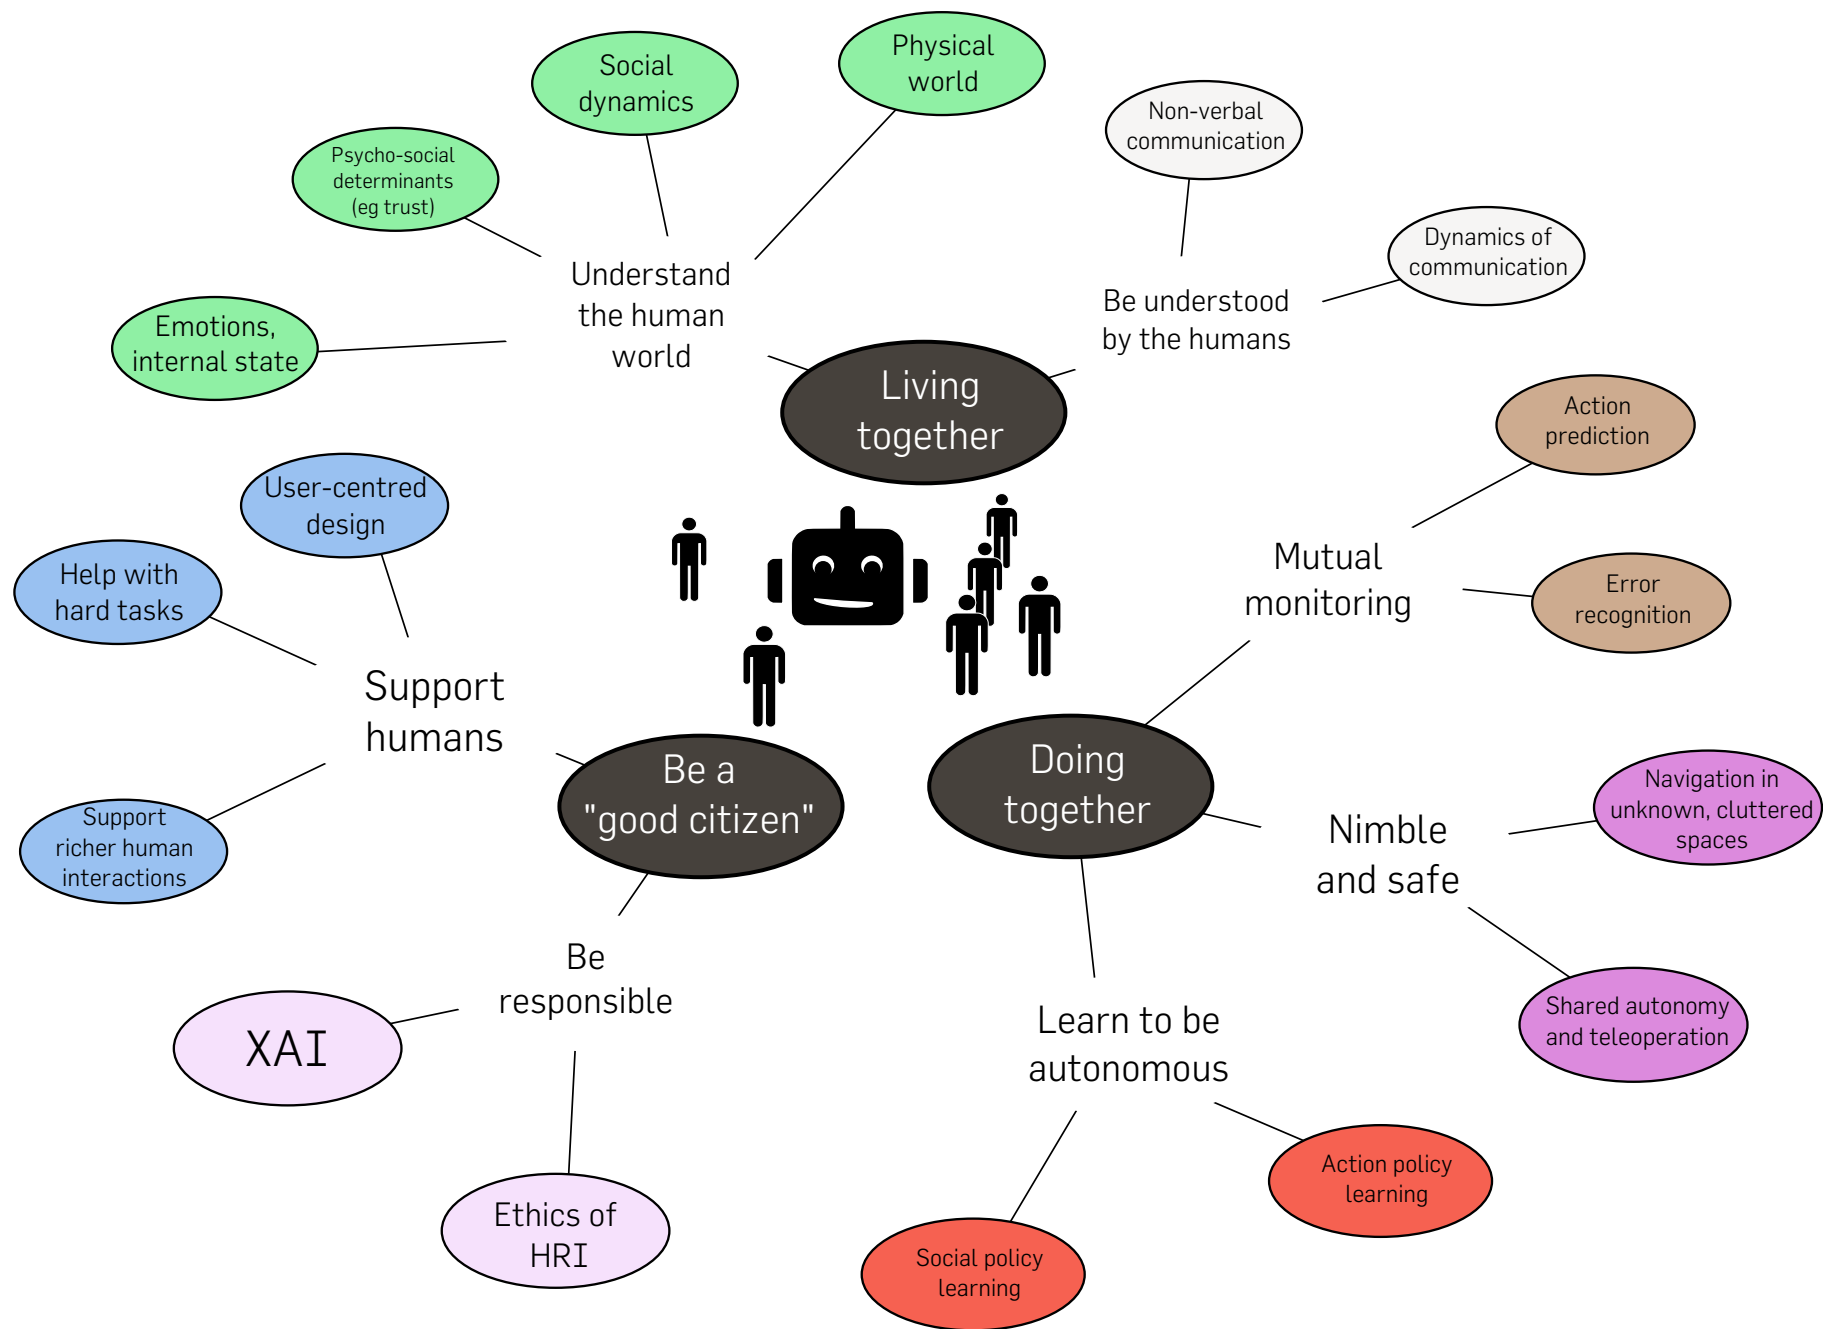 Physical
world
Social
dynamics
Non-verbal
communication
Psycho-social
determinants
(eg trust)
Dynamics of
communication
Understand
the human
world
Be understood
by the humans
Emotions,
internal state
Living
together
Action
prediction
User-centred
design
Mutual
monitoring
Help with
hard tasks
Error
recognition
Support
humans
Be a
"good citizen"
Doing
together
Navigation in
unknown, cluttered
spaces
Nimble
and safe
Support
richer human
interactions
Be
responsible
Shared autonomy
and teleoperation
XAI
Learn to be
autonomous
Action policy
learning
Ethics of
HRI
Social policy
learning